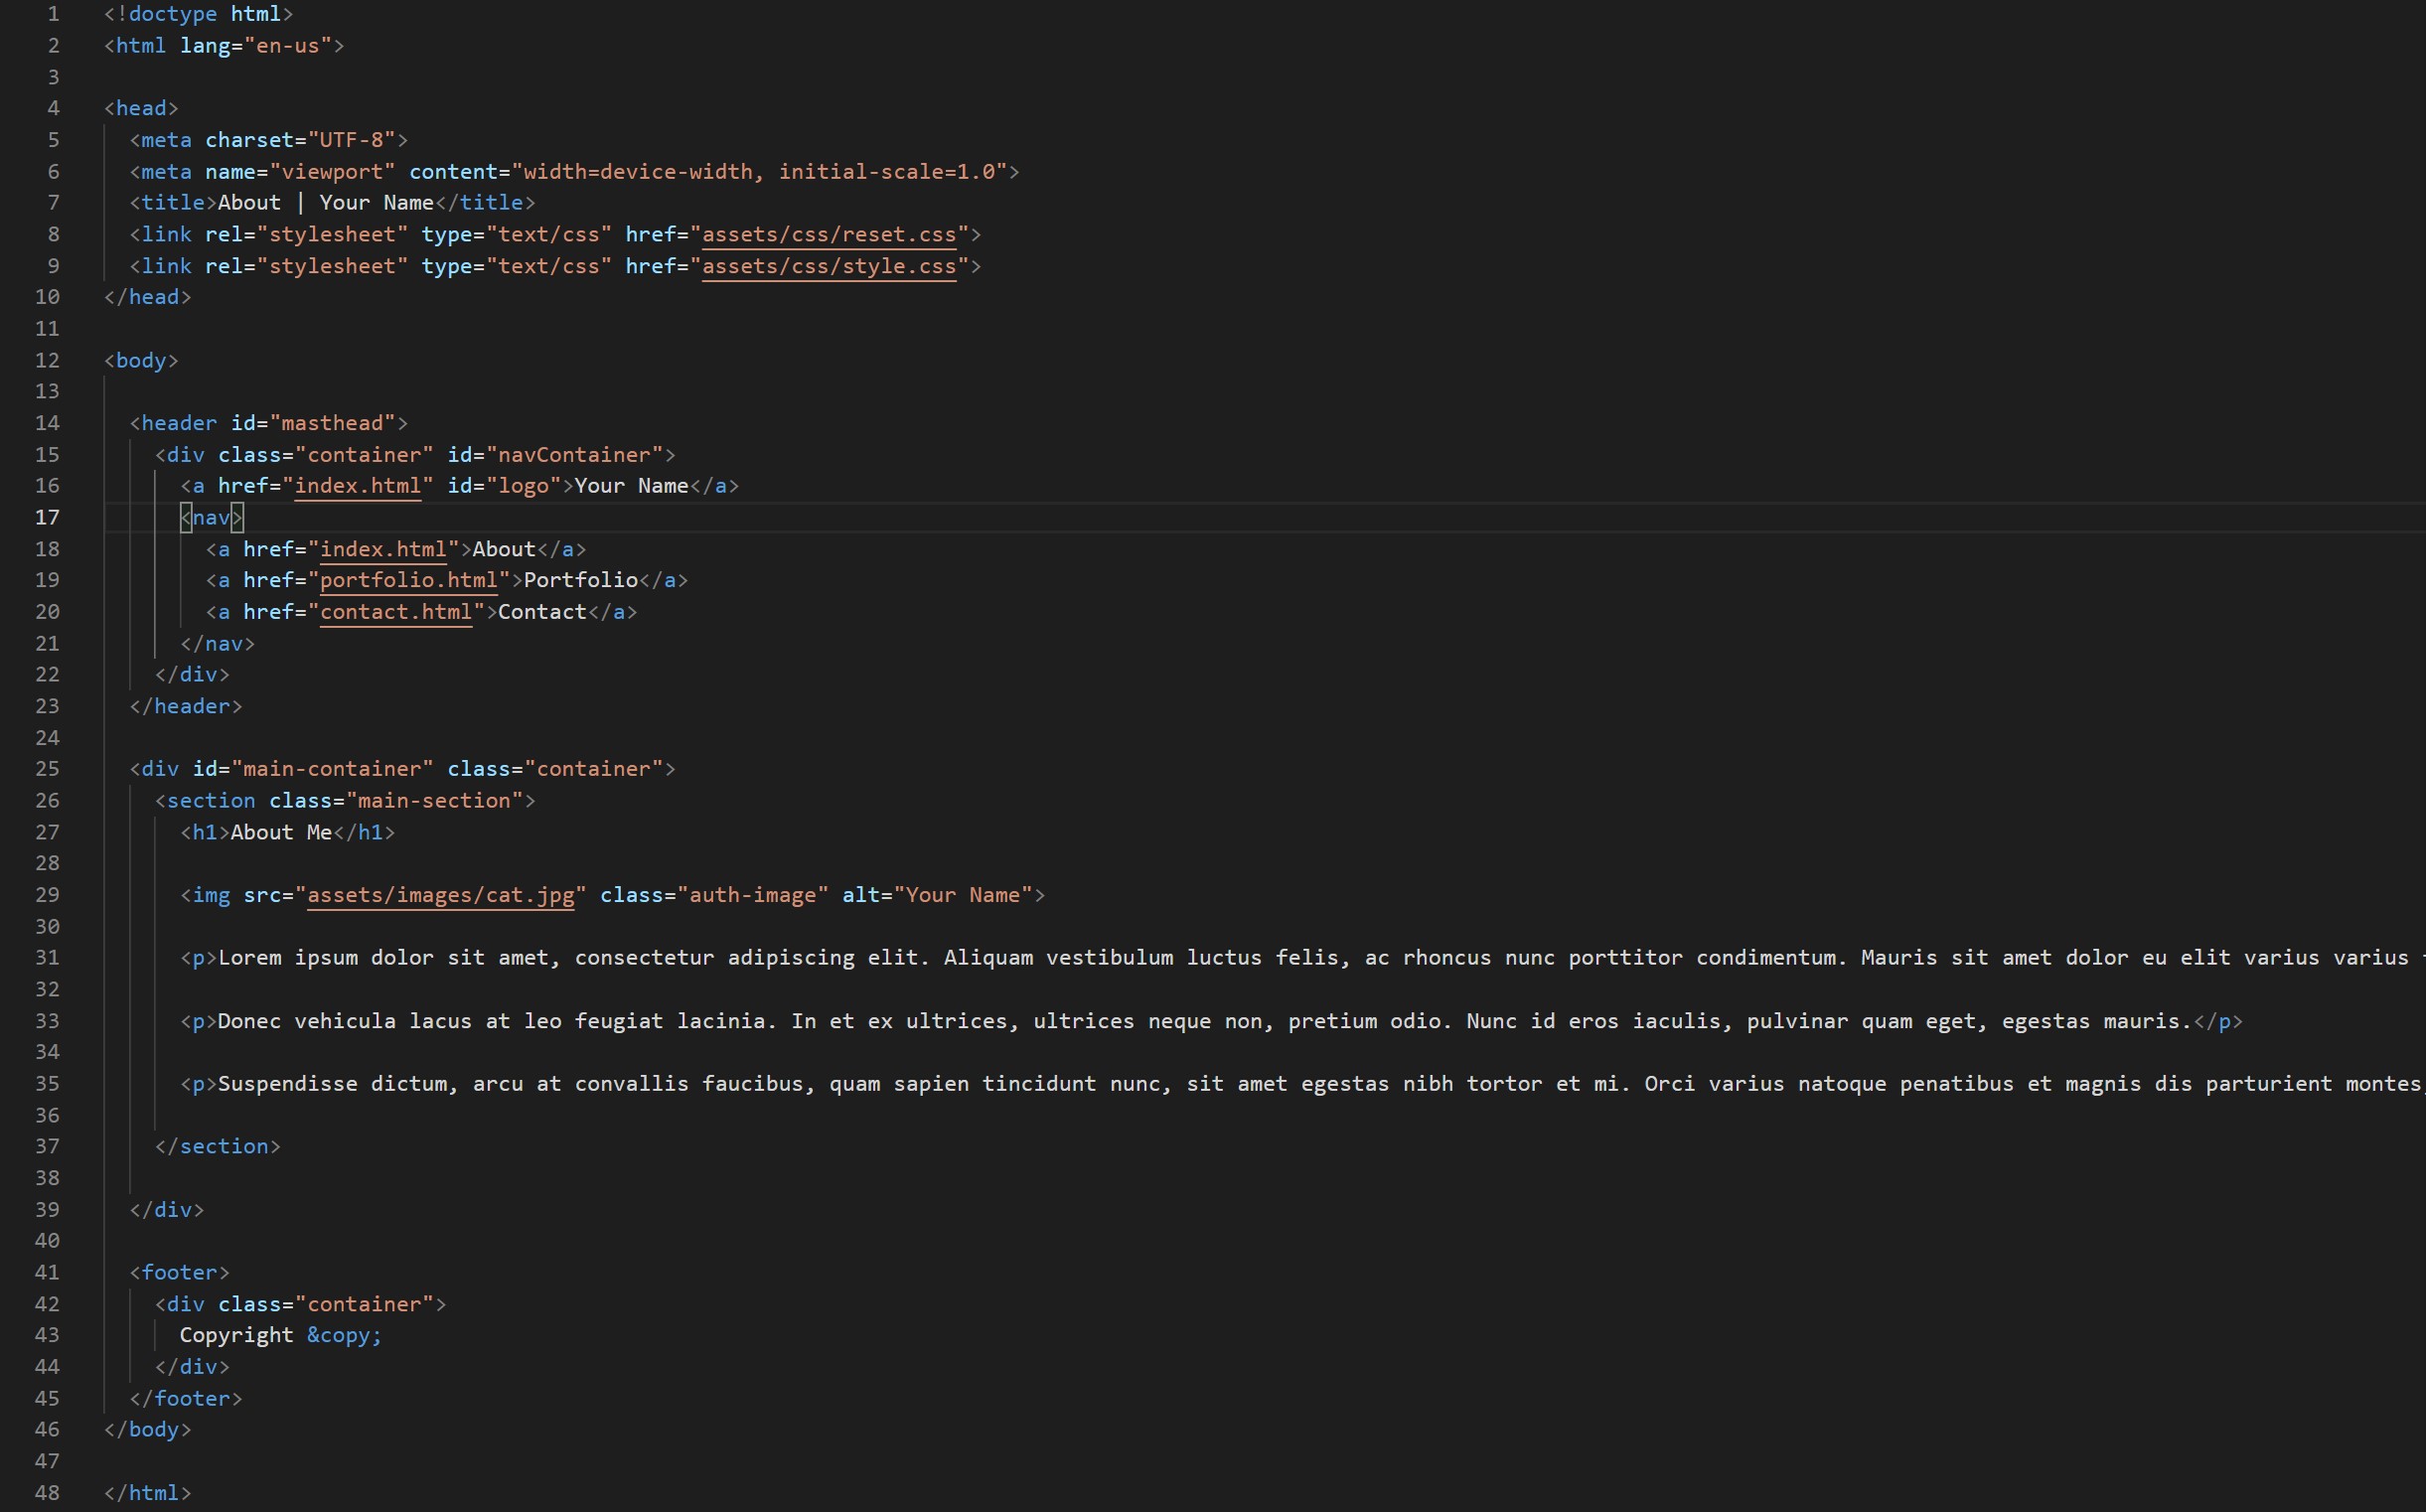 1 <!doctype html>
2 <html lang="en-us">
3
4 <head>
5   <meta charset="UTF-8">
6   <meta name="viewport" content="width=device-width, initial-scale=1.0">
7   <title>About | Your Name</title>
8   <link rel="stylesheet" type="text/css" href="assets/css/reset.css">
9   <link rel="stylesheet" type="text/css" href="assets/css/style.css">
10 </head>
11
12 <body>
13
14   <header id="masthead">
15     <div class="container" id="navContainer">
16       <a href="index.html" id="logo">Your Name</a>
17       <nav>
18         <a href="index.html">About</a>
19         <a href="portfolio.html">Portfolio</a>
20         <a href="contact.html">Contact</a>
21       </nav>
22     </div>
23   </header>
24
25   <div id="main-container" class="container">
26     <section class="main-section">
27       <h1>About Me</h1>
28
29       <img src="assets/images/cat.jpg" class="auth-image" alt="Your Name">
30
31       <p>Lorem ipsum dolor sit amet, consectetur adipiscing elit. Aliquam vestibulum luctus felis, ac rhoncus nunc porttitor condimentum. Mauris sit amet dolor eu elit varius varius
32
33       <p>Donec vehicula lacus at leo feugiat lacinia. In et ex ultrices, ultrices neque non, pretium odio. Nunc id eros iaculis, pulvinar quam eget, egestas mauris.</p>
34
35       <p>Suspendisse dictum, arcu at convallis faucibus, quam sapien tincidunt nunc, sit amet egestas nibh tortor et mi. Orci varius natoque penatibus et magnis dis parturient montes,
36
37     </section>
38
39   </div>
40
41   <footer>
42     <div class="container">
43       Copyright &copy;
44     </div>
45   </footer>
46 </body>
47
48 </html>